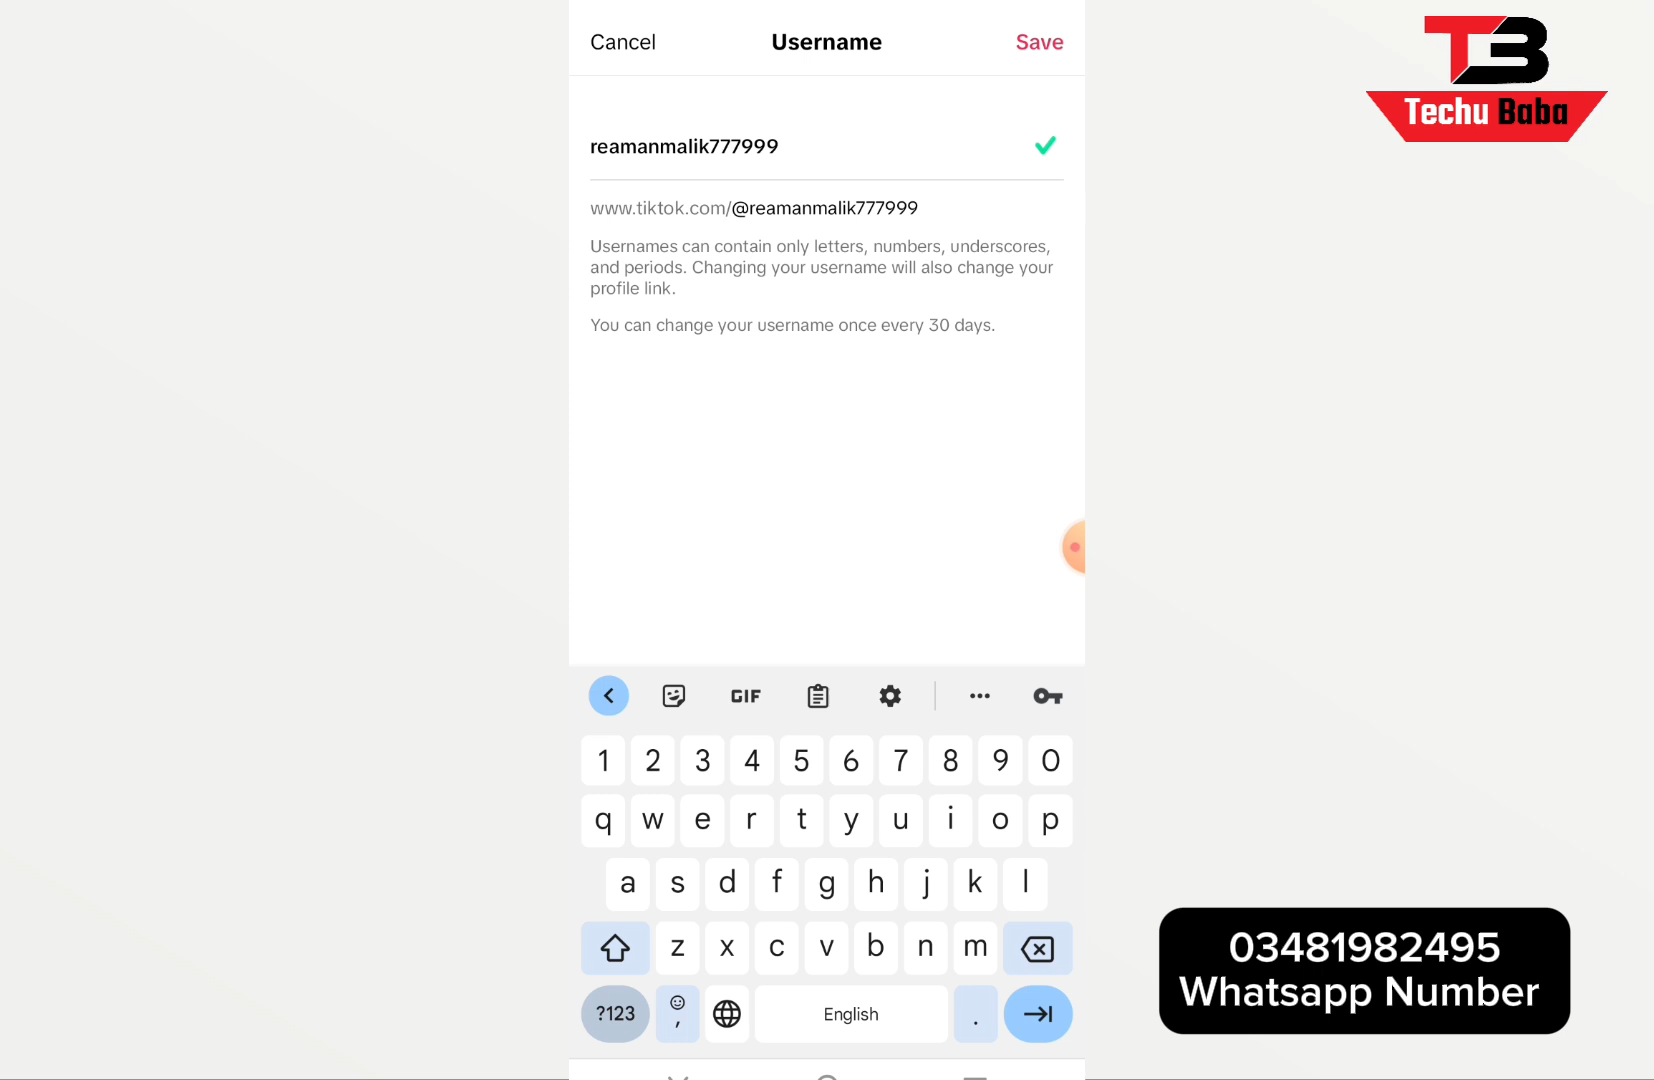 Cancel
Username
Save
TB
Techu Baba
reamanmalik777999
www.tiktok.com/@reamanmalik777999
Usernames can contain only letters, numbers, underscores,
and periods. Changing your username will also change your
profile link.
You can change your username once every 30 days.
GIF
1 2 3 4 5 6 7 8 9 0
q w e r t y u i o p
a s d f g h j k l
z x c v b n m
?123 , English .
03481982495
Whatsapp Number